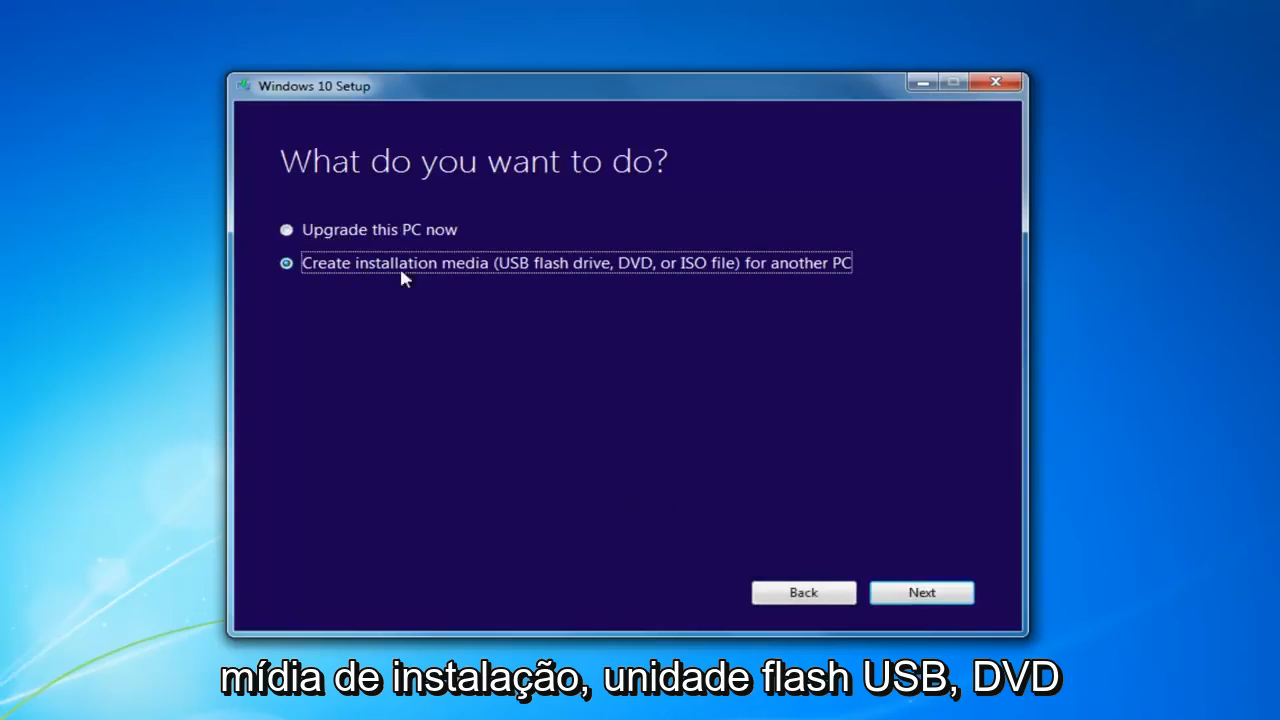 Windows 10 Setup
What do you want to do?
Upgrade this PC now
Create installation media (USB flash drive, DVD, or ISO file) for another PC
Back
Next
mídia de instalação, unidade flash USB, DVD